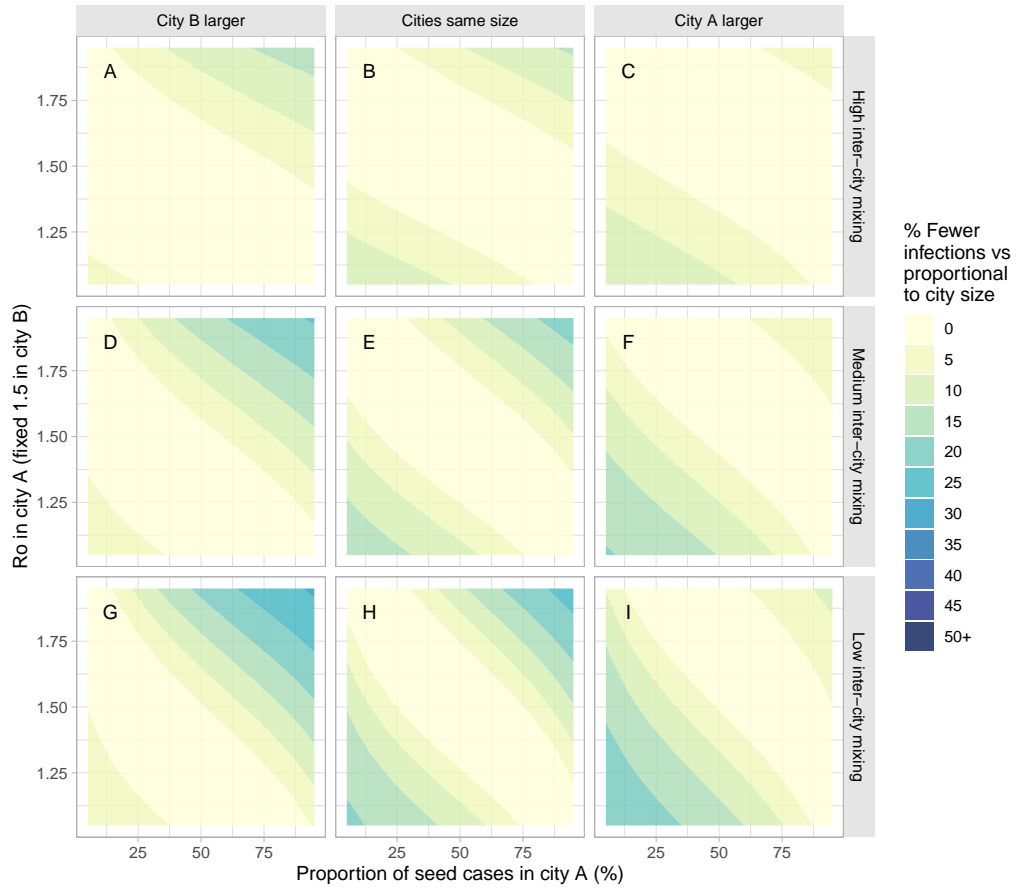 City B larger
Cities same size
City A larger
A
B
C
1.75
1.50
1.25
High inter−city mixing
D
E
F
1.75
1.50
1.25
Medium inter−city mixing
G
H
I
1.75
1.50
1.25
Low inter−city mixing
25
50
75
25
50
75
25
50
75
Ro in city A (fixed 1.5 in city B)
Proportion of seed cases in city A (%)
% Fewer
infections vs
proportional
to city size
0
5
10
15
20
25
30
35
40
45
50+